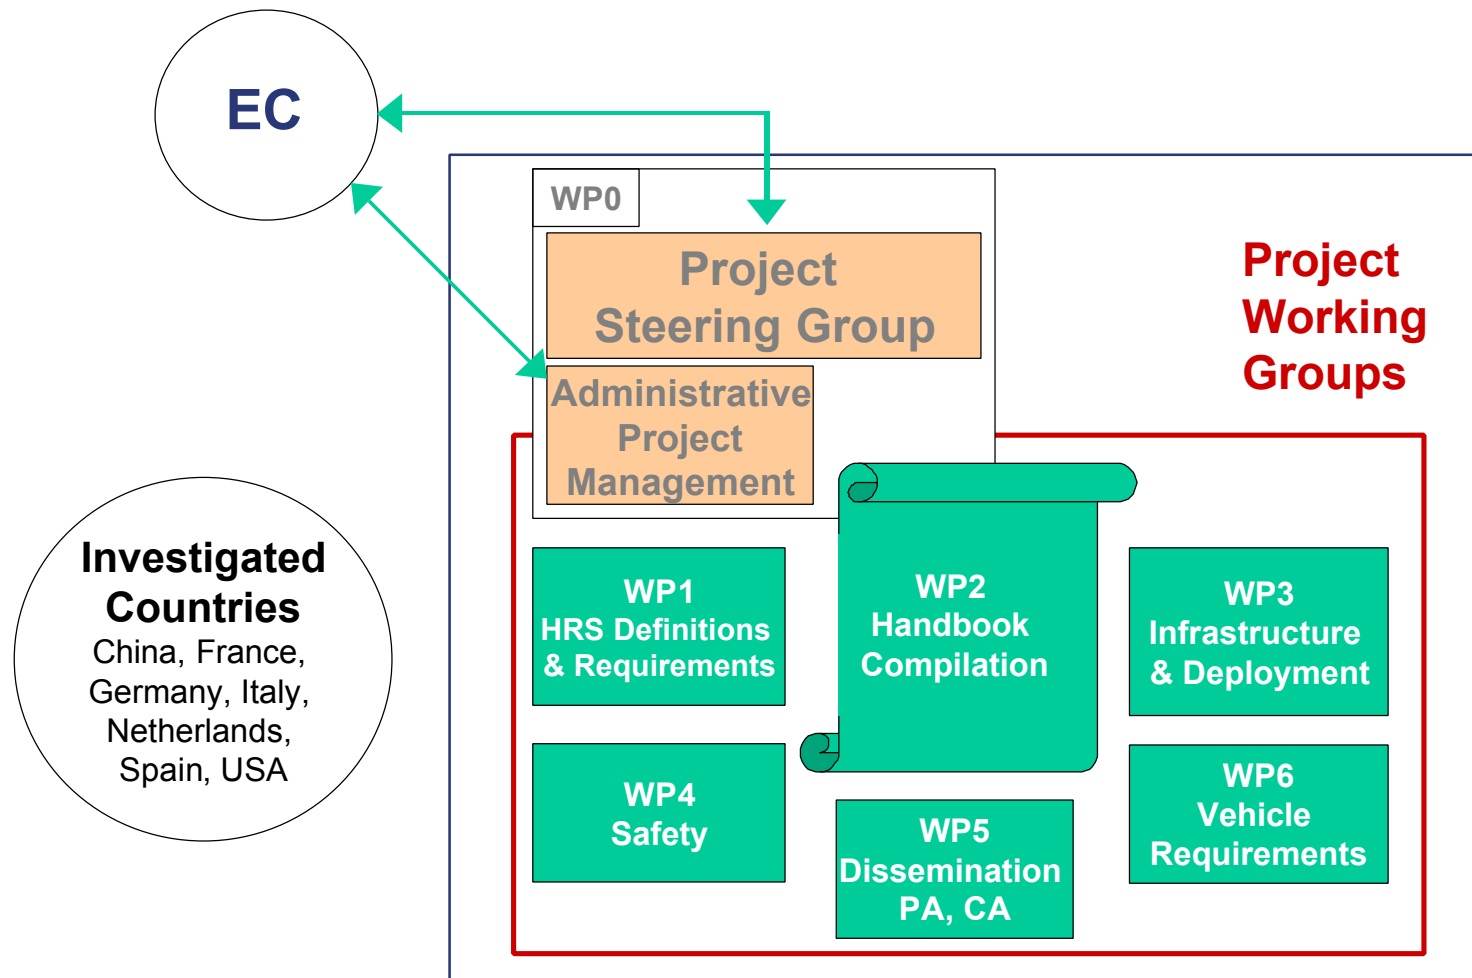 EC
WP0
Project
Steering Group
Administrative
Project
Management
Project
Working
Groups
Investigated
Countries
China, France,
Germany, Italy,
Netherlands,
Spain, USA
WP1
HRS Definitions
& Requirements
WP2
Handbook
Compilation
WP3
Infrastructure
& Deployment
WP4
Safety
WP5
Dissemination
PA, CA
WP6
Vehicle
Requirements